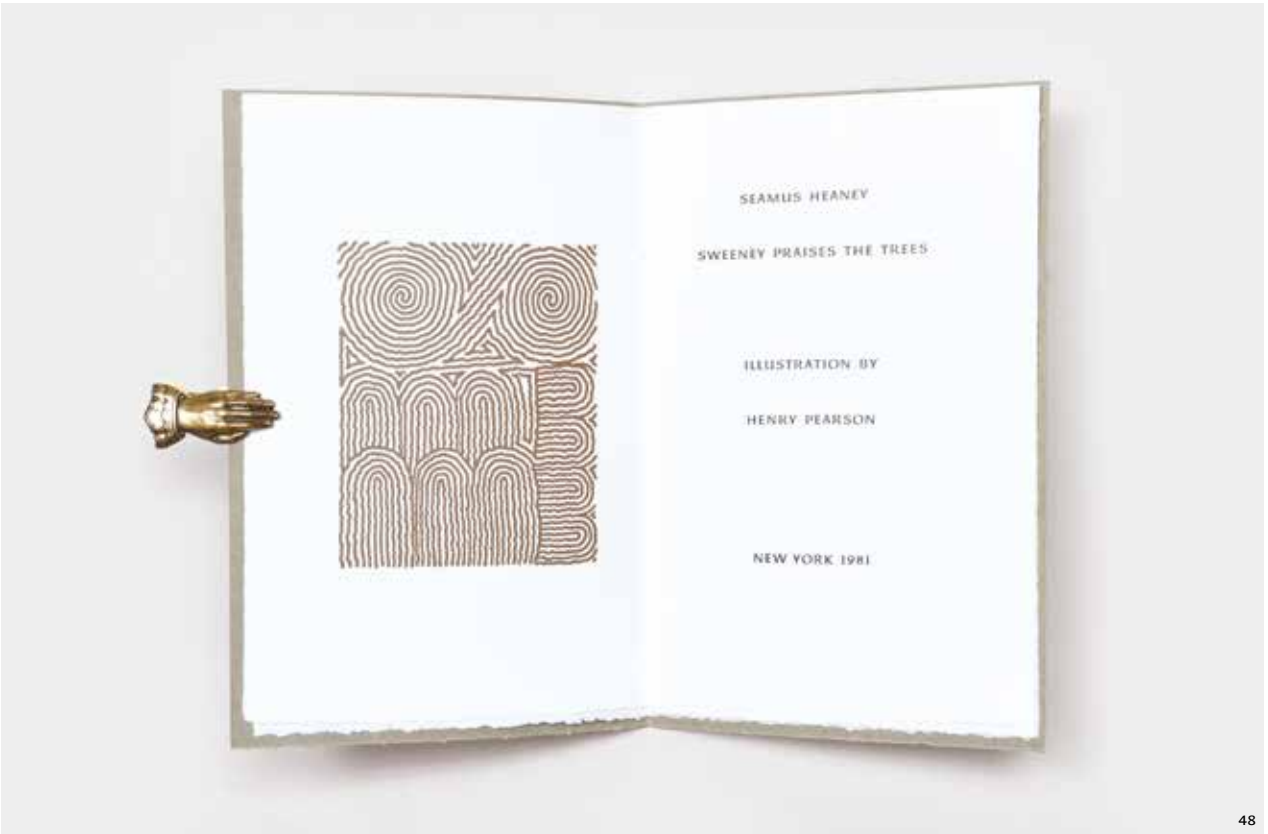 SEAMUS HEANEY
SWEENEY PRAISES THE TREES
ILLUSTRATION BY
HENRY PEARSON
NEW YORK 1981
48